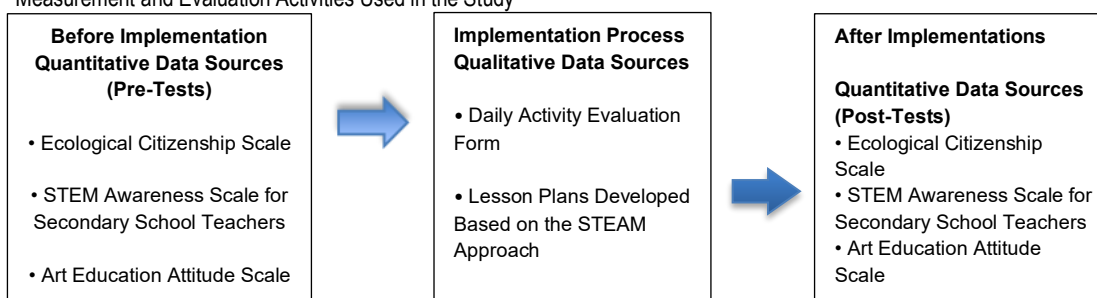 Measurement and Evaluation Activities Used in the Study
Before Implementation
Quantitative Data Sources
(Pre-Tests)
• Ecological Citizenship Scale
• STEM Awareness Scale for
Secondary School Teachers
• Art Education Attitude Scale
Implementation Process
Qualitative Data Sources
• Daily Activity Evaluation
Form
• Lesson Plans Developed
Based on the STEAM
Approach
After Implementations
Quantitative Data Sources
(Post-Tests)
• Ecological Citizenship
Scale
• STEM Awareness Scale for
Secondary School Teachers
• Art Education Attitude
Scale